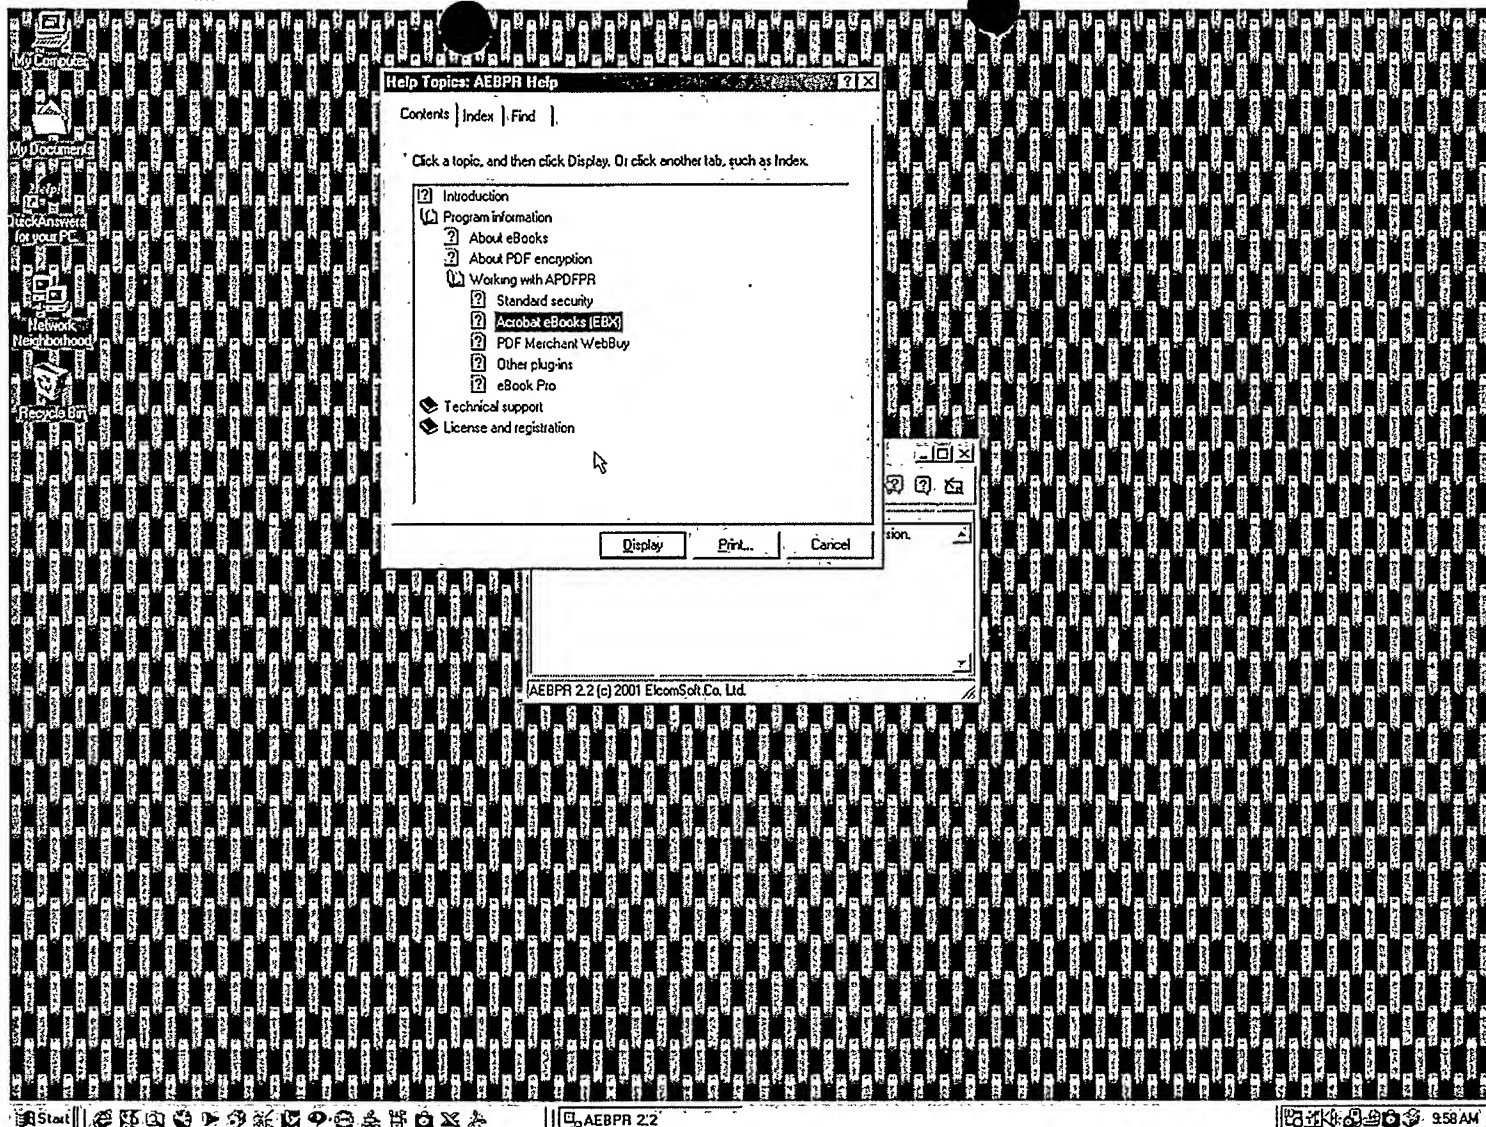 My Computer
My Documents
Help!
QuickAnswers
for your PC
Network
Neighborhood
Recycle Bin
Help Topics: AEBPR Help
Contents
Index
Find
Click a topic, and then click Display. Or click another tab, such as Index.
Introduction
Program information
About eBooks
About PDF encryption
Working with APDFPR
Standard security
Acrobat eBooks (EBX)
PDF Merchant WebBuy
Other plug-ins
eBook Pro
Technical support
License and registration
Display
Print...
Cancel
sion.
AEBPR 2.2 (c) 2001 ElcomSoft Co. Ltd.
Start
AEBPR 2.2
9:58 AM